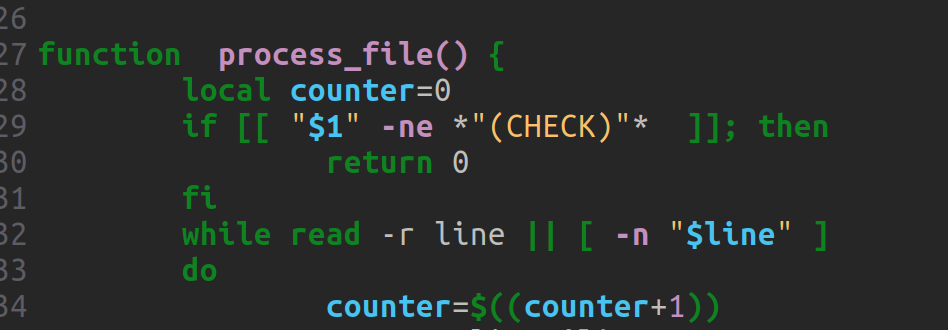 26
27 function  process_file() {
28         local counter=0
29         if [[ "$1" -ne *"(CHECK)"*  ]]; then
30                 return 0
31         fi
32         while read -r line || [ -n "$line" ]
33         do
34                 counter=$((counter+1))